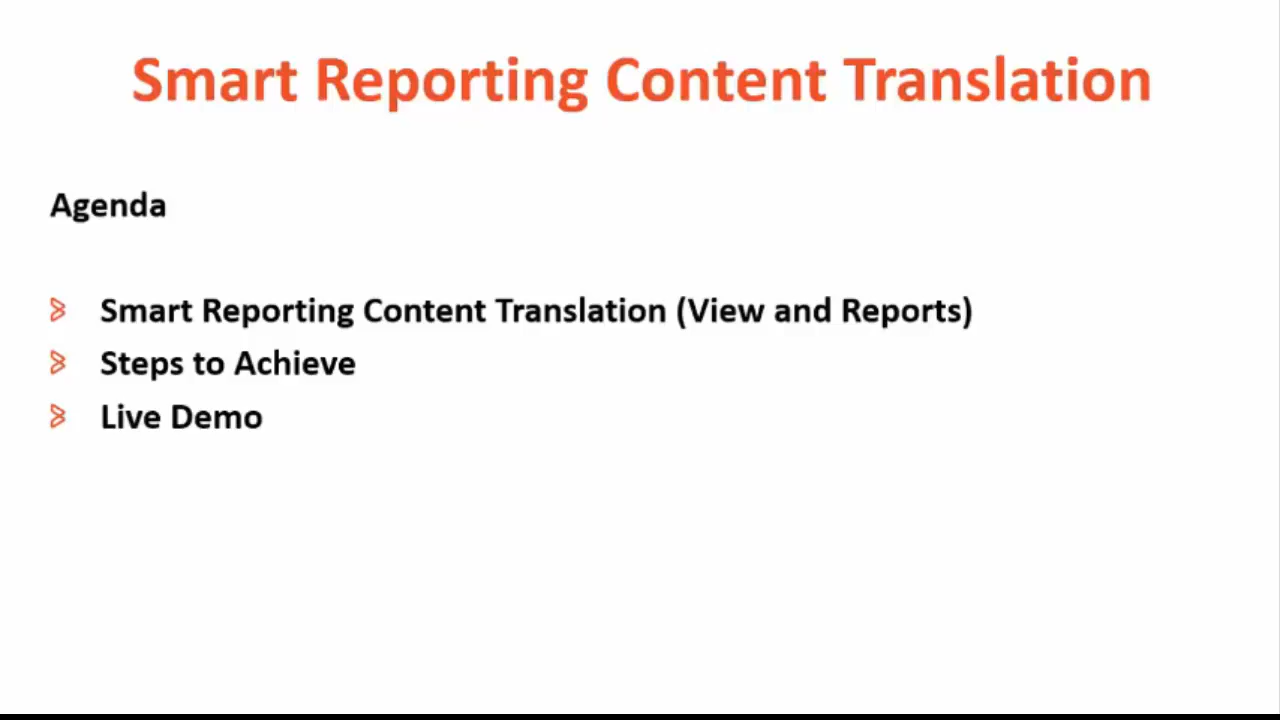 Smart Reporting Content Translation
Agenda
Smart Reporting Content Translation (View and Reports)
Steps to Achieve
Live Demo